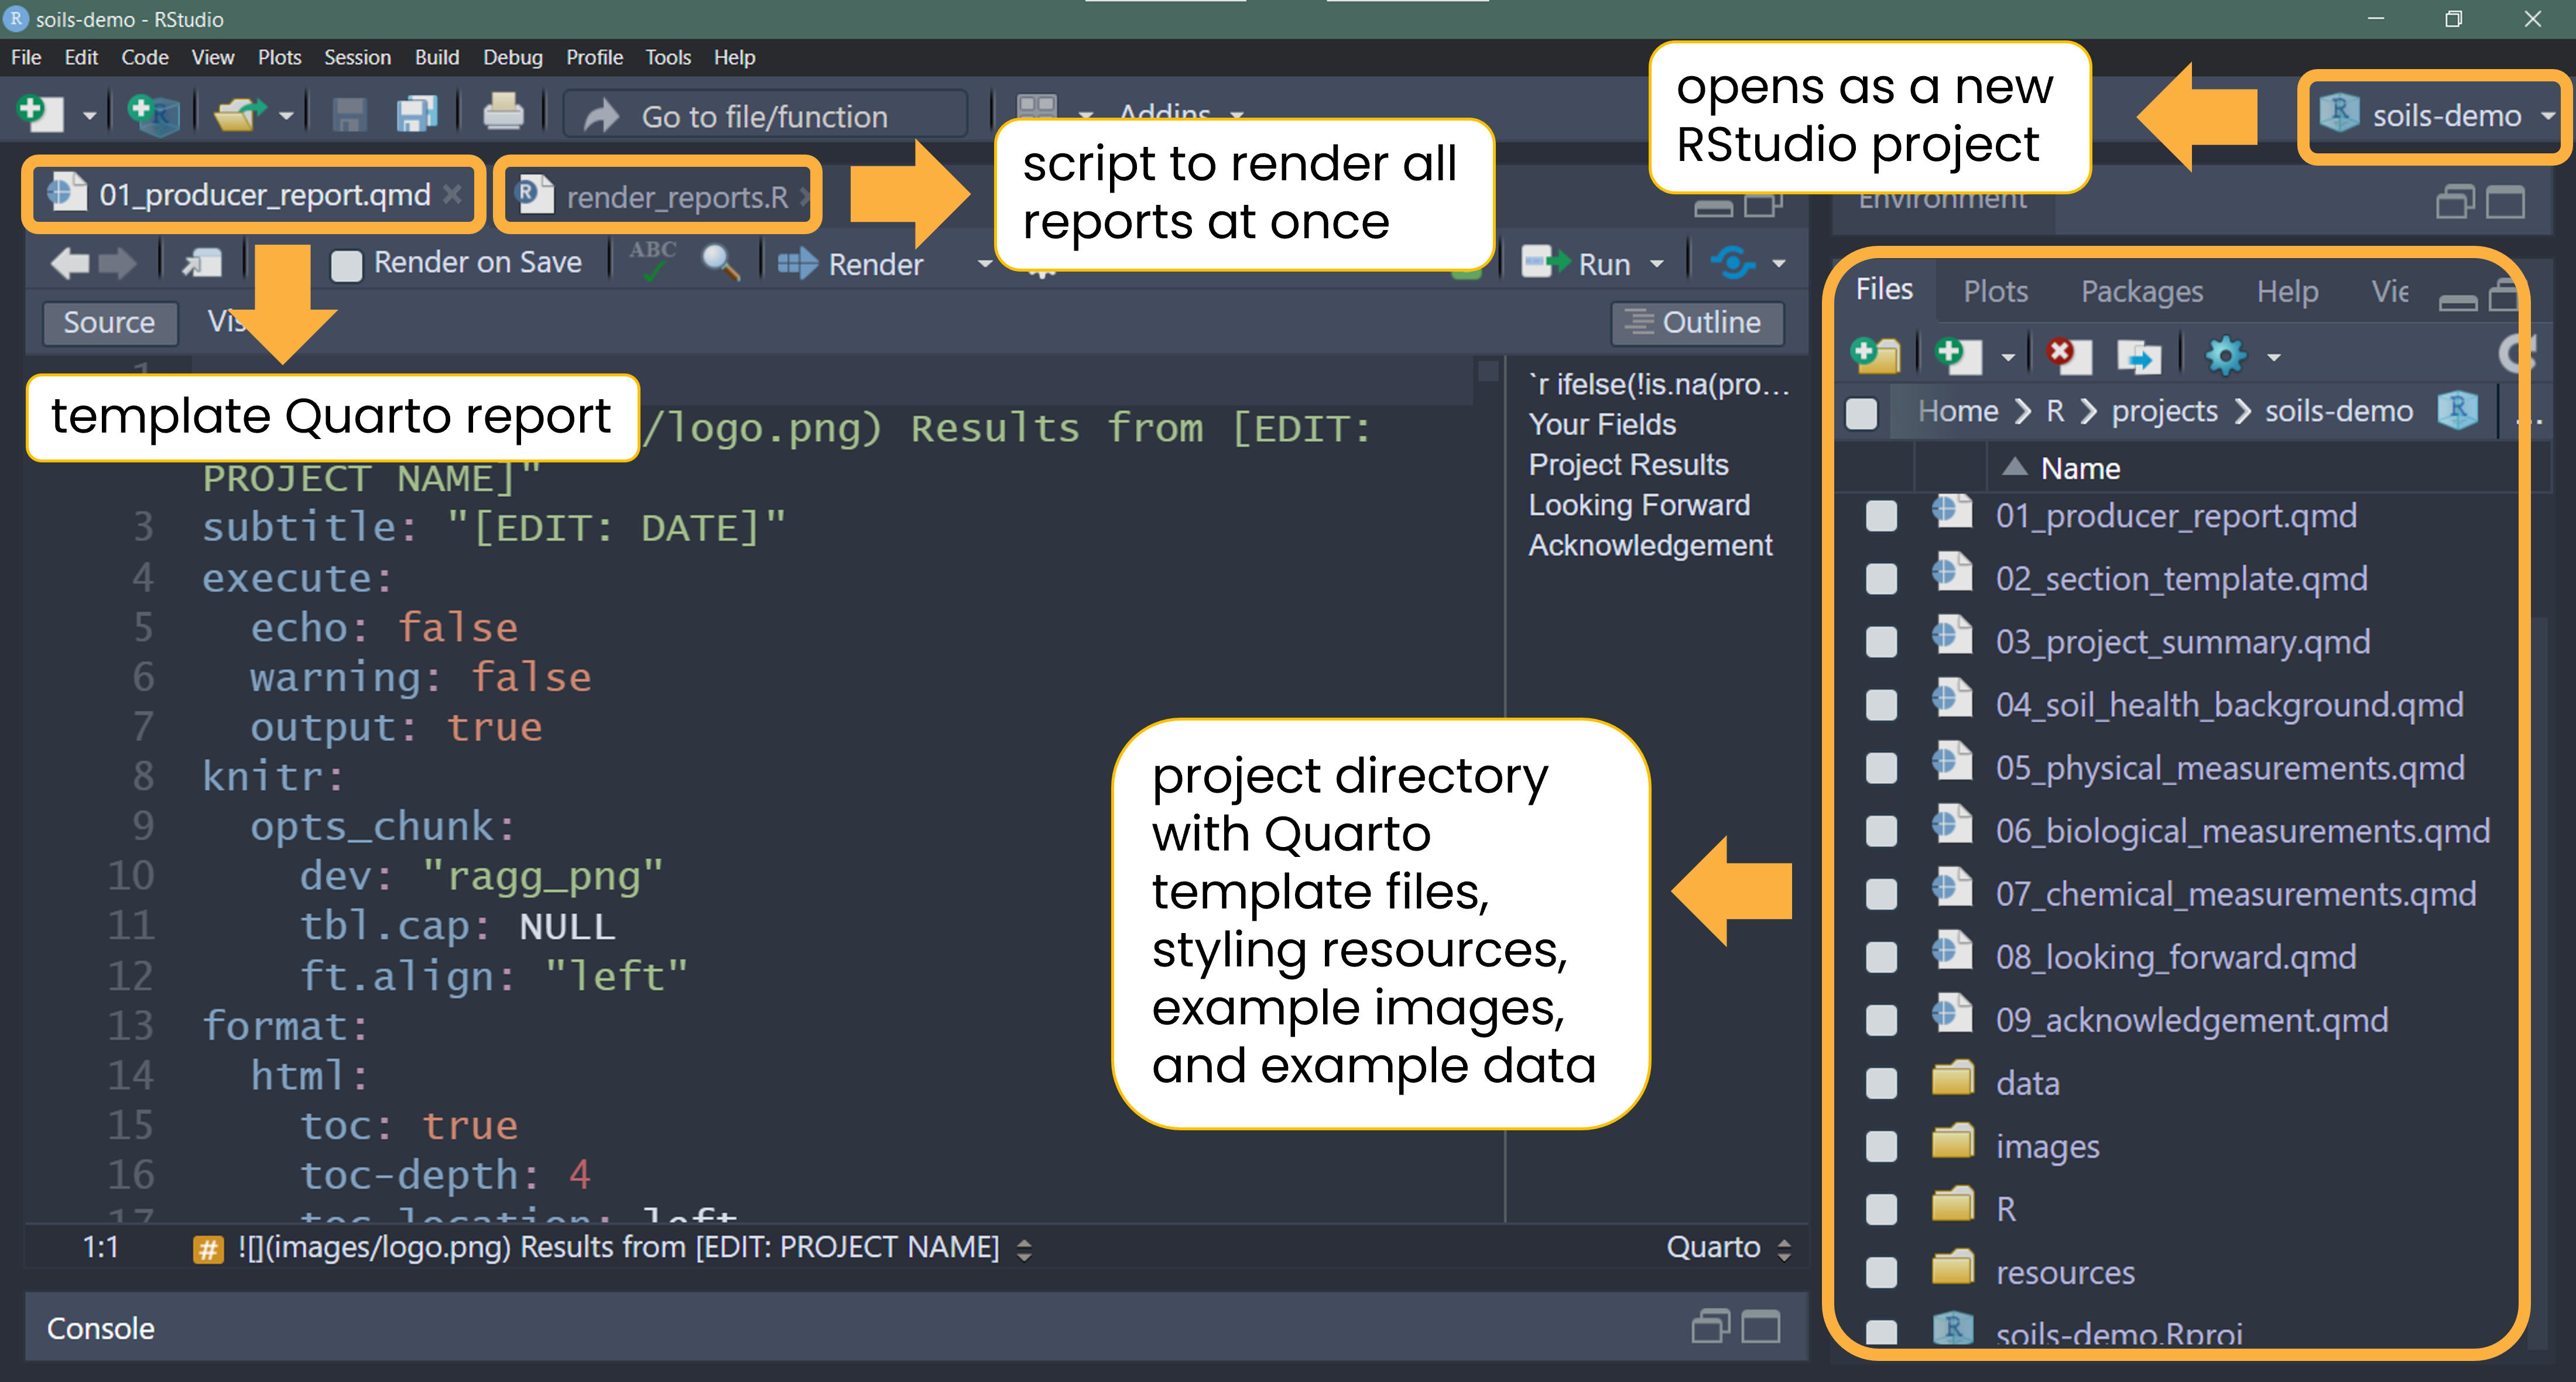 soils-demo - RStudio
File Edit Code View Plots Session Build Debug Profile Tools Help
Go to file/function
Addins
opens as a new
RStudio project
soils-demo
01_producer_report.qmd
render_reports.R
script to render all
reports at once
Environment
Render on Save
ABC
Render
Run
Source
Outline
template Quarto report
1
/logo.png) Results from [EDIT:
PROJECT NAME]"
3 subtitle: "[EDIT: DATE]"
4 execute:
5 echo: false
6 warning: false
7 output: true
8 knitr:
9 opts_chunk:
10 dev: "ragg_png"
11 tbl.cap: NULL
12 ft.align: "left"
13 format:
14 html:
15 toc: true
16 toc-depth: 4
17 toc-location: left
`r ifelse(!is.na(pro…
Your Fields
Project Results
Looking Forward
Acknowledgement
project directory
with Quarto
template files,
styling resources,
example images,
and example data
1:1 # ![](images/logo.png) Results from [EDIT: PROJECT NAME]
Quarto
Console
Files Plots Packages Help
Home R projects soils-demo ...
Name
01_producer_report.qmd
02_section_template.qmd
03_project_summary.qmd
04_soil_health_background.qmd
05_physical_measurements.qmd
06_biological_measurements.qmd
07_chemical_measurements.qmd
08_looking_forward.qmd
09_acknowledgement.qmd
data
images
R
resources
soils-demo.Rproj